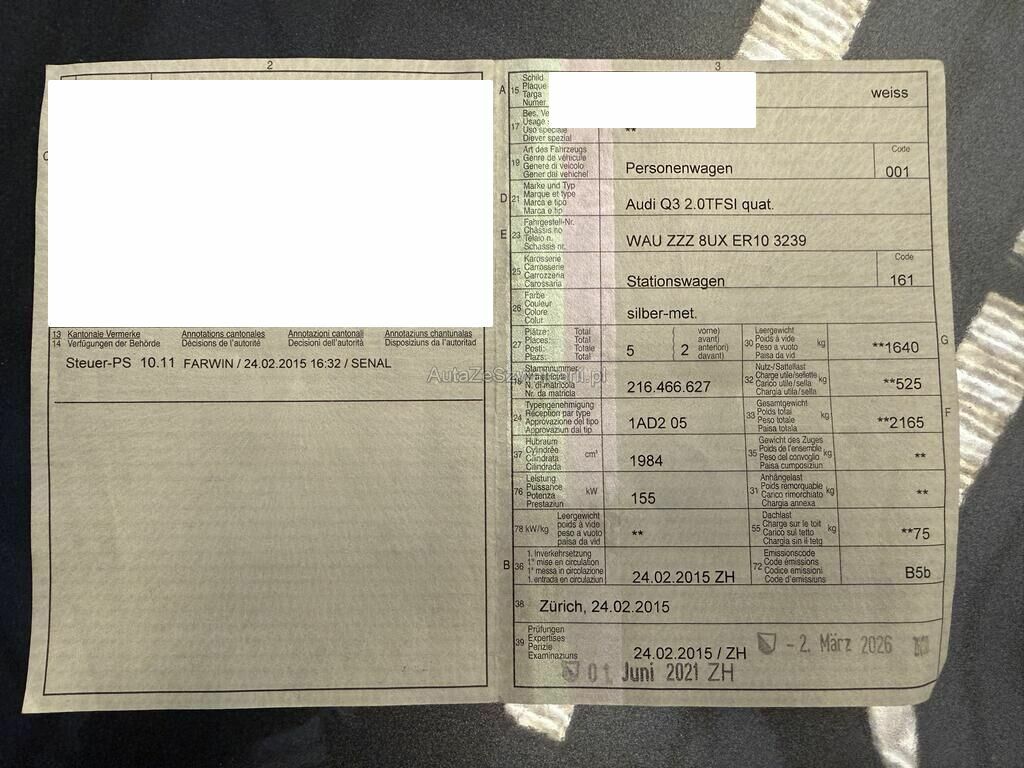 2
13 Kantonale Vermerke Annotations cantonales Annotazioni cantonali Annotaziuns chantunalas
14 Verfügungen der Behörde Décisions de l'autorité Decisioni dell'autorità Disposiziuns da l'autoritad
Steuer-PS 10.11 FARWIN / 24.02.2015 16:32 / SENAL
AutaZeSzwajcarii.pl
3
A 15 Schild
Plaque
Targa
Numer
weiss
17 Bes. Ve
Usage
Uso speciale
Diever spezial
**
19 Art des Fahrzeugs
Genre de véhicule
Genere di veicolo
Gener dal vehichel
Personenwagen
Code
001
D 21 Marke und Typ
Marque et type
Marca e tipo
Marca e tip
Audi Q3 2.0TFSI quat.
E 23 Fahrgestell-Nr.
Châssis no
Telaio n.
Schassis nr.
WAU ZZZ 8UX ER10 3239
25 Karosserie
Carrosserie
Carrozzeria
Carossaria
Stationswagen
Code
161
26 Farbe
Couleur
Colore
Colur
silber-met.
27 Plätze: Total
Places: Total
Posti: Totale
Plazs: Total
5
( vorne)
avant)
2 anteriori)
davant)
30 Leergewicht
Poids à vide
Peso a vuoto
Paisa da vid
kg
**1640
G
18 Stammnummer
N. di matricola
Nr. da matricla
216.466.627
32 Nutz-/Sattellast
Charge utile/sellette
Carico utile/sella
Chargia utila/sella
kg
**525
24 Typengenehmigung
Réception par type
Approvazione del tipo
Approvaziun dal tip
1AD2 05
33 Gesamtgewicht
Poids total
Peso totale
Paisa totala
kg
**2165
F
37 Hubraum
Cylindrée
Cilindrata
Cilindrada
cm³
1984
35 Gewicht des Zuges
Poids de l'ensemble
Peso del convoglio
Paisa cumposiziun
kg
**
76 Leistung
Puissance
Potenza
Prestaziun
kW
155
31 Anhängelast
Poids remorquable
Carico rimorchiato
Chargia annexa
kg
**
78 kW/kg Leergewicht
poids à vide
peso a vuoto
paisa da vid
**
55 Dachlast
Charge sur le toit
Carico sul tetto
Chargia sin il tetg
kg
**75
B 36 1. Inverkehrsetzung
1re mise en circulation
1a messa in circolazione
1. entrada en circulaziun
24.02.2015 ZH
72 Emissionscode
Code émissions
Codice emissioni
Code d'emissiuns
B5b
38 Zürich, 24.02.2015
39 Prüfungen
Expertises
Perizie
Examinaziuns
24.02.2015 / ZH
- 2. März 2026
01. Juni 2021 ZH